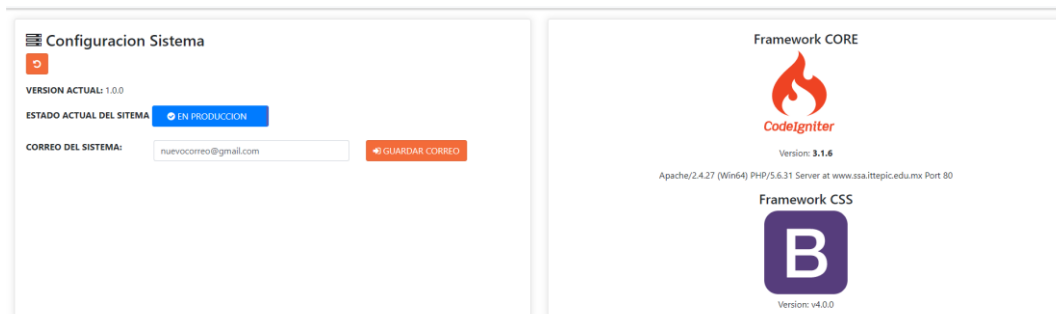 Configuracion Sistema
VERSION ACTUAL: 1.0.0
ESTADO ACTUAL DEL SITEMA EN PRODUCCION
CORREO DEL SISTEMA: nuevocorreo@gmail.com GUARDAR CORREO
Framework CORE
CodeIgniter
Version: 3.1.6
Apache/2.4.27 (Win64) PHP/5.6.31 Server at www.ssa.ittepic.edu.mx Port 80
Framework CSS
B
Version: v4.0.0